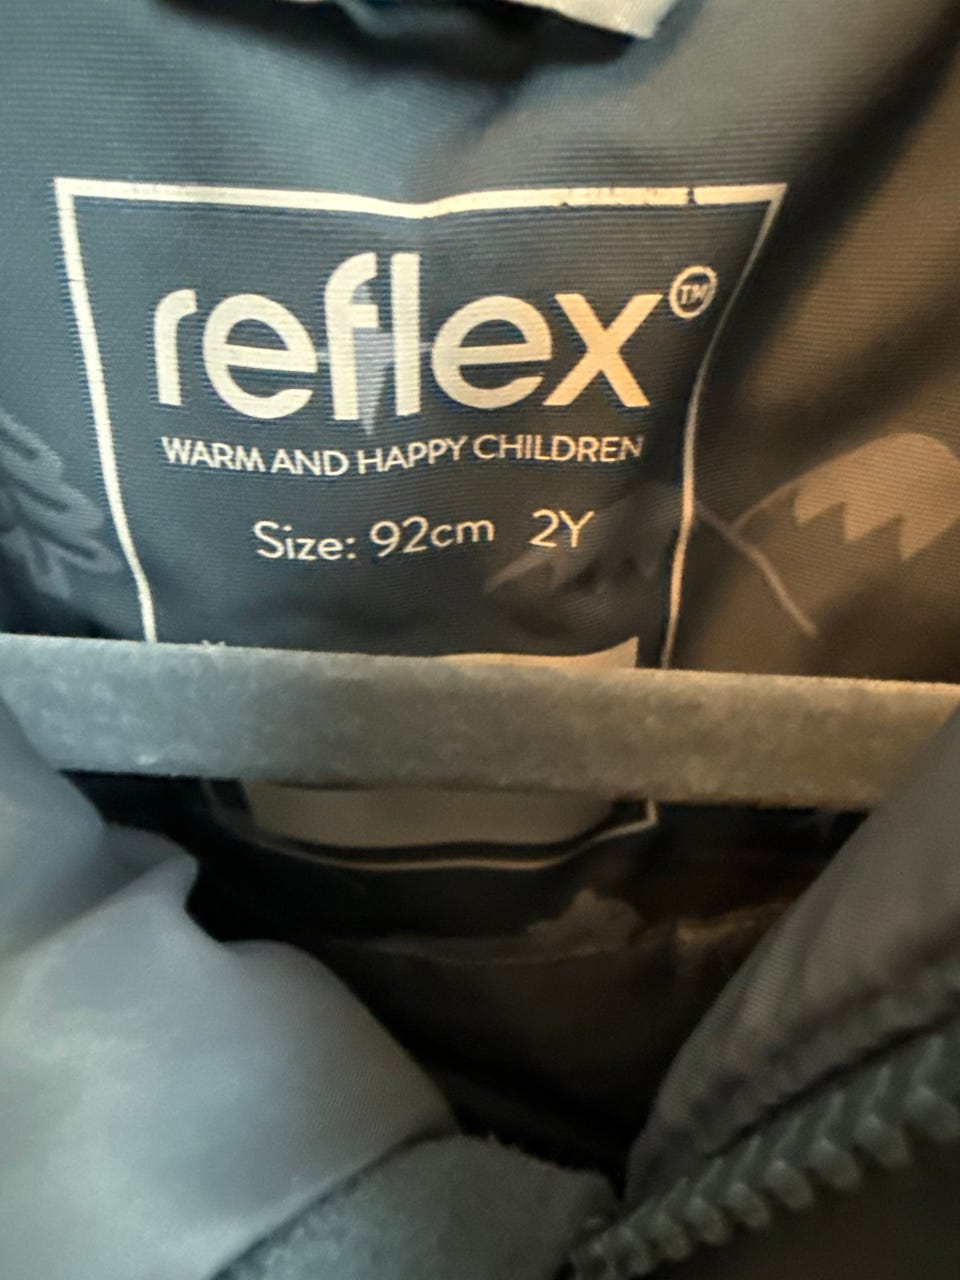 reflex™
WARM AND HAPPY CHILDREN
Size: 92cm 2Y